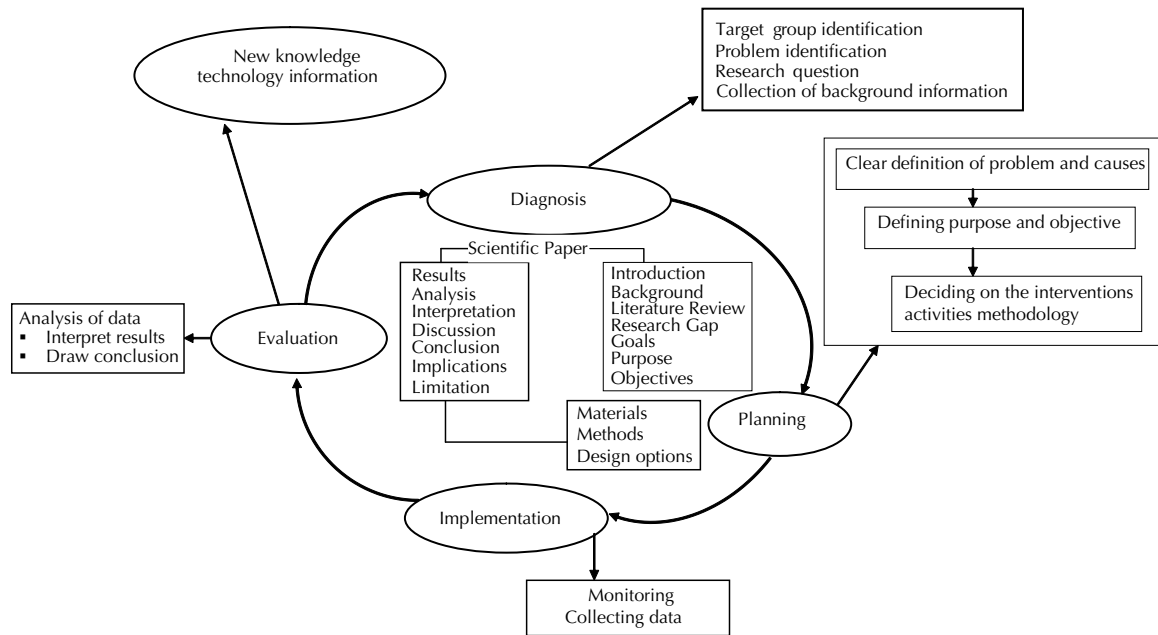 New knowledge
technology information
Target group identification
Problem identification
Research question
Collection of background information
Clear definition of problem and causes
Defining purpose and objective
Deciding on the interventions
activities methodology
Diagnosis
Scientific Paper
Results
Analysis
Interpretation
Discussion
Conclusion
Implications
Limitation
Introduction
Background
Literature Review
Research Gap
Goals
Purpose
Objectives
Materials
Methods
Design options
Analysis of data
▪ Interpret results
▪ Draw conclusion
Evaluation
Planning
Implementation
Monitoring
Collecting data